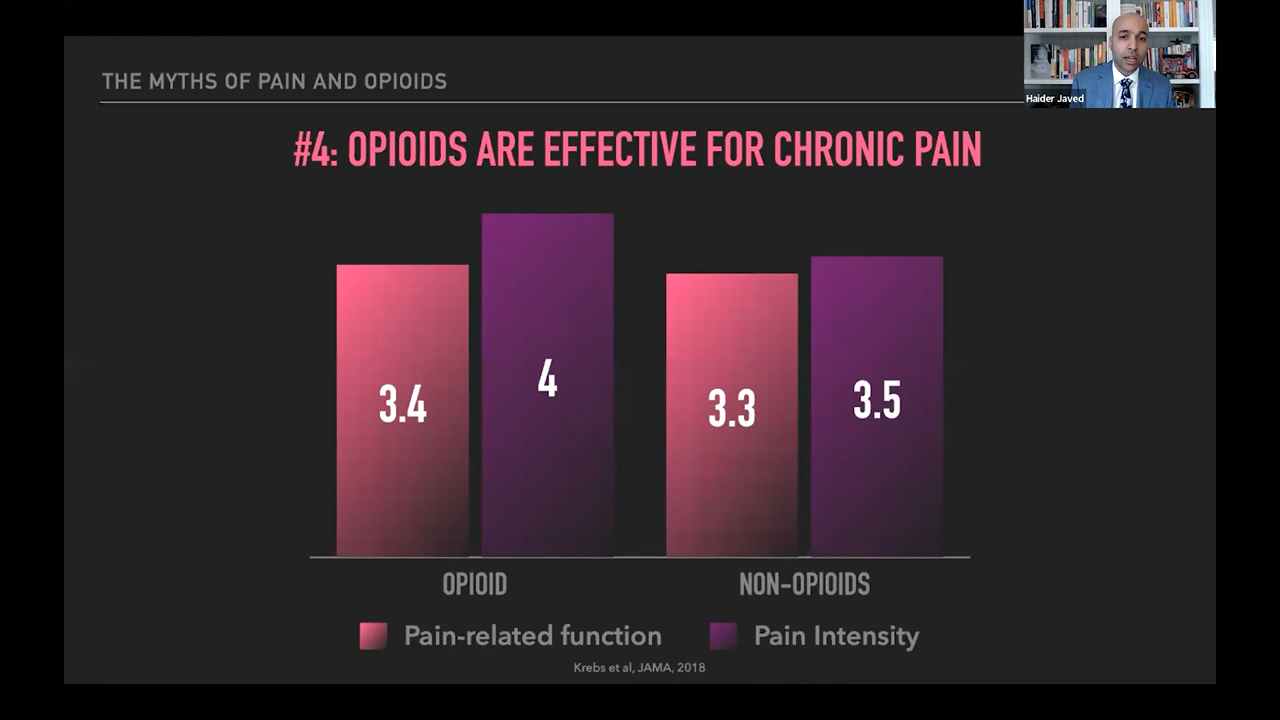 Haider Javed
THE MYTHS OF PAIN AND OPIOIDS
#4: OPIOIDS ARE EFFECTIVE FOR CHRONIC PAIN
3.4
4
3.3
3.5
OPIOID
NON-OPIOIDS
Pain-related function
Pain Intensity
Krebs et al, JAMA, 2018